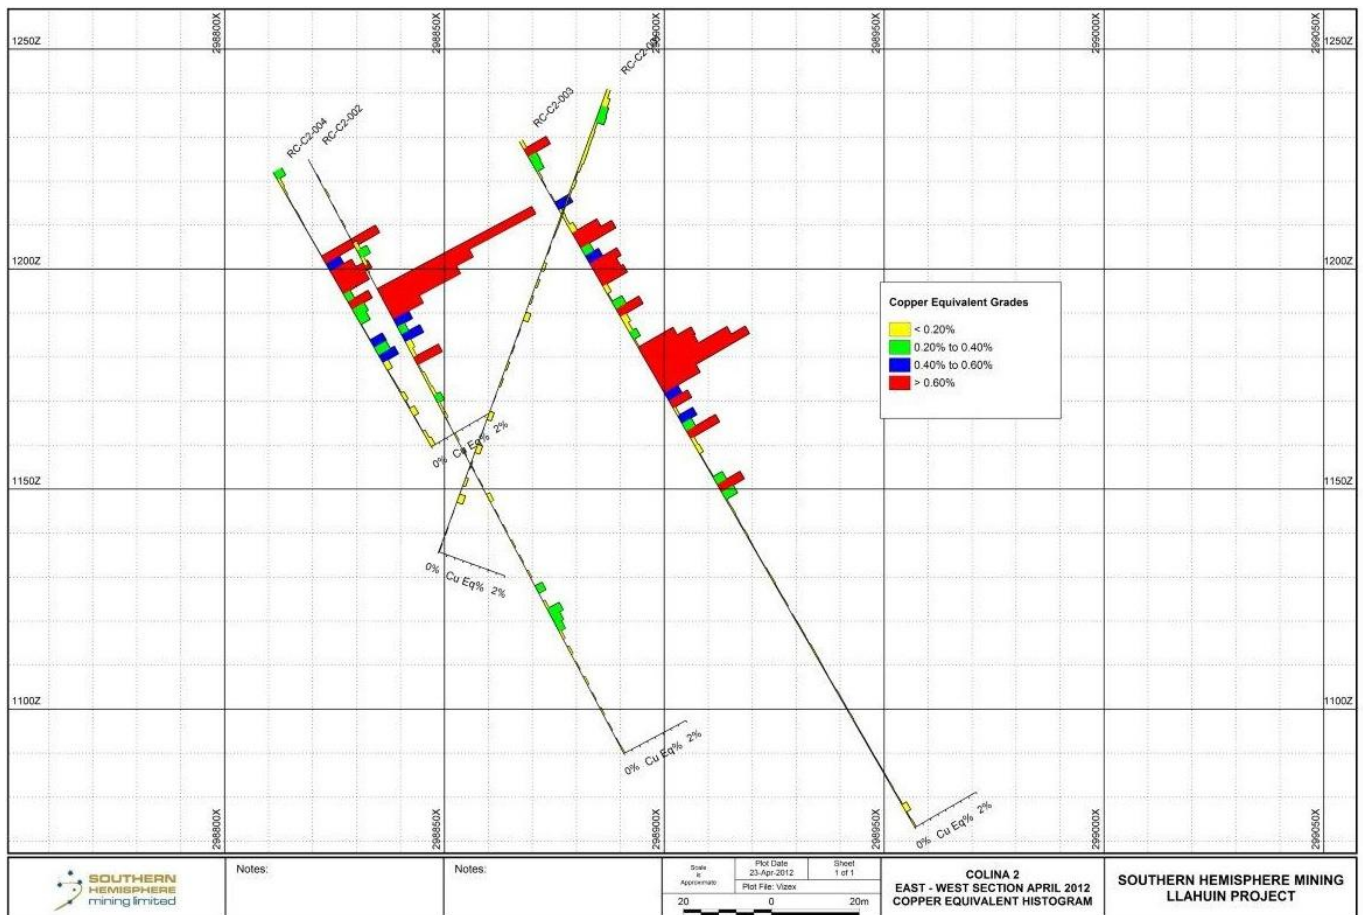 298800X
298850X
298900X
298950X
299000X
299050X
1250Z
1250Z
RC-C2-004
RC-C2-002
RC-C2-003
1200Z
1200Z
Copper Equivalent Grades
< 0.20%
0.20% to 0.40%
0.40% to 0.60%
> 0.60%
0% Cu Eq% 2%
1150Z
1150Z
0% Cu Eq% 2%
1100Z
1100Z
0% Cu Eq% 2%
0% Cu Eq% 2%
298800X
298850X
298900X
298950X
299000X
299050X
SOUTHERN
HEMISPHERE
mining limited
Notes:
Notes:
Scale
is
Approximate
Plot Date
23-Apr-2012
Sheet
1 of 1
Plot File: Vizex
20 0 20m
COLINA 2
EAST - WEST SECTION APRIL 2012
COPPER EQUIVALENT HISTOGRAM
SOUTHERN HEMISPHERE MINING
LLAHUIN PROJECT